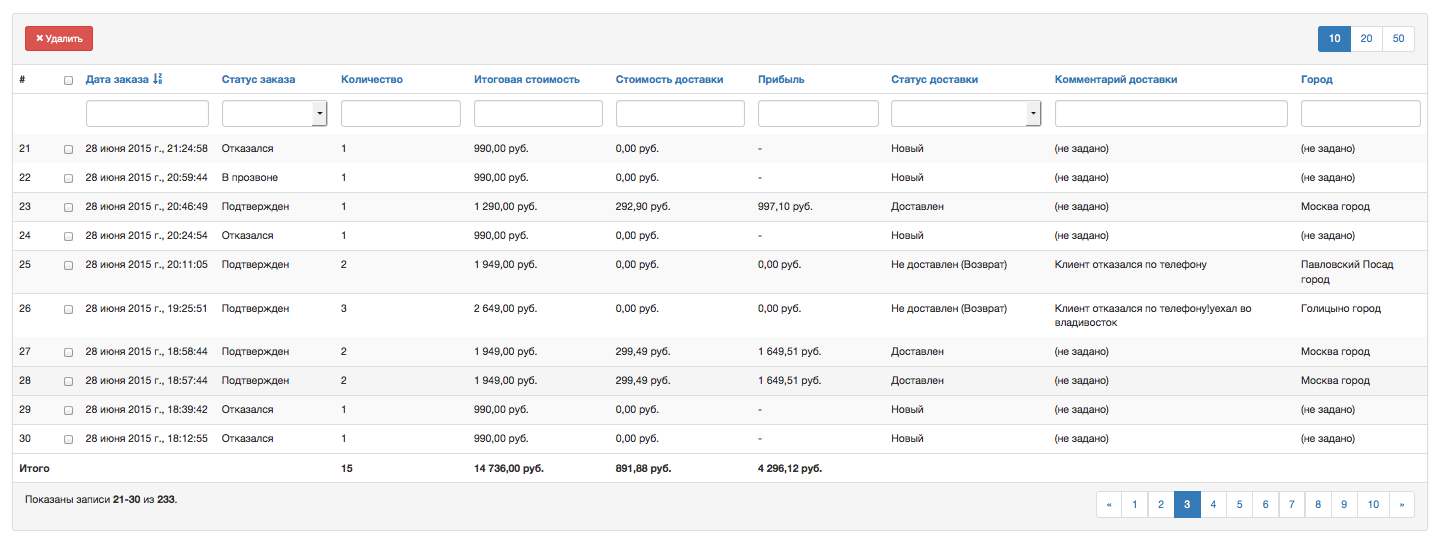 ✖ Удалить 10 20 50
# Дата заказа Статус заказа Количество Итоговая стоимость Стоимость доставки Прибыль Статус доставки Комментарий доставки Город
21 28 июня 2015 г., 21:24:58 Отказался 1 990,00 руб. 0,00 руб. - Новый (не задано) (не задано)
22 28 июня 2015 г., 20:59:44 В прозвоне 1 990,00 руб. 0,00 руб. - Новый (не задано) (не задано)
23 28 июня 2015 г., 20:46:49 Подтвержден 1 1 290,00 руб. 292,90 руб. 997,10 руб. Доставлен (не задано) Москва город
24 28 июня 2015 г., 20:24:54 Отказался 1 990,00 руб. 0,00 руб. - Новый (не задано) (не задано)
25 28 июня 2015 г., 20:11:05 Подтвержден 2 1 949,00 руб. 0,00 руб. 0,00 руб. Не доставлен (Возврат) Клиент отказался по телефону Павловский Посад
город
26 28 июня 2015 г., 19:25:51 Подтвержден 3 2 649,00 руб. 0,00 руб. 0,00 руб. Не доставлен (Возврат) Клиент отказался по телефону!уехал во Голицыно город
владивосток
27 28 июня 2015 г., 18:58:44 Подтвержден 2 1 949,00 руб. 299,49 руб. 1 649,51 руб. Доставлен (не задано) Москва город
28 28 июня 2015 г., 18:57:44 Подтвержден 2 1 949,00 руб. 299,49 руб. 1 649,51 руб. Доставлен (не задано) Москва город
29 28 июня 2015 г., 18:39:42 Отказался 1 990,00 руб. 0,00 руб. - Новый (не задано) (не задано)
30 28 июня 2015 г., 18:12:55 Отказался 1 990,00 руб. 0,00 руб. - Новый (не задано) (не задано)
Итого 15 14 736,00 руб. 891,88 руб. 4 296,12 руб.
Показаны записи 21-30 из 233. « 1 2 3 4 5 6 7 8 9 10 »